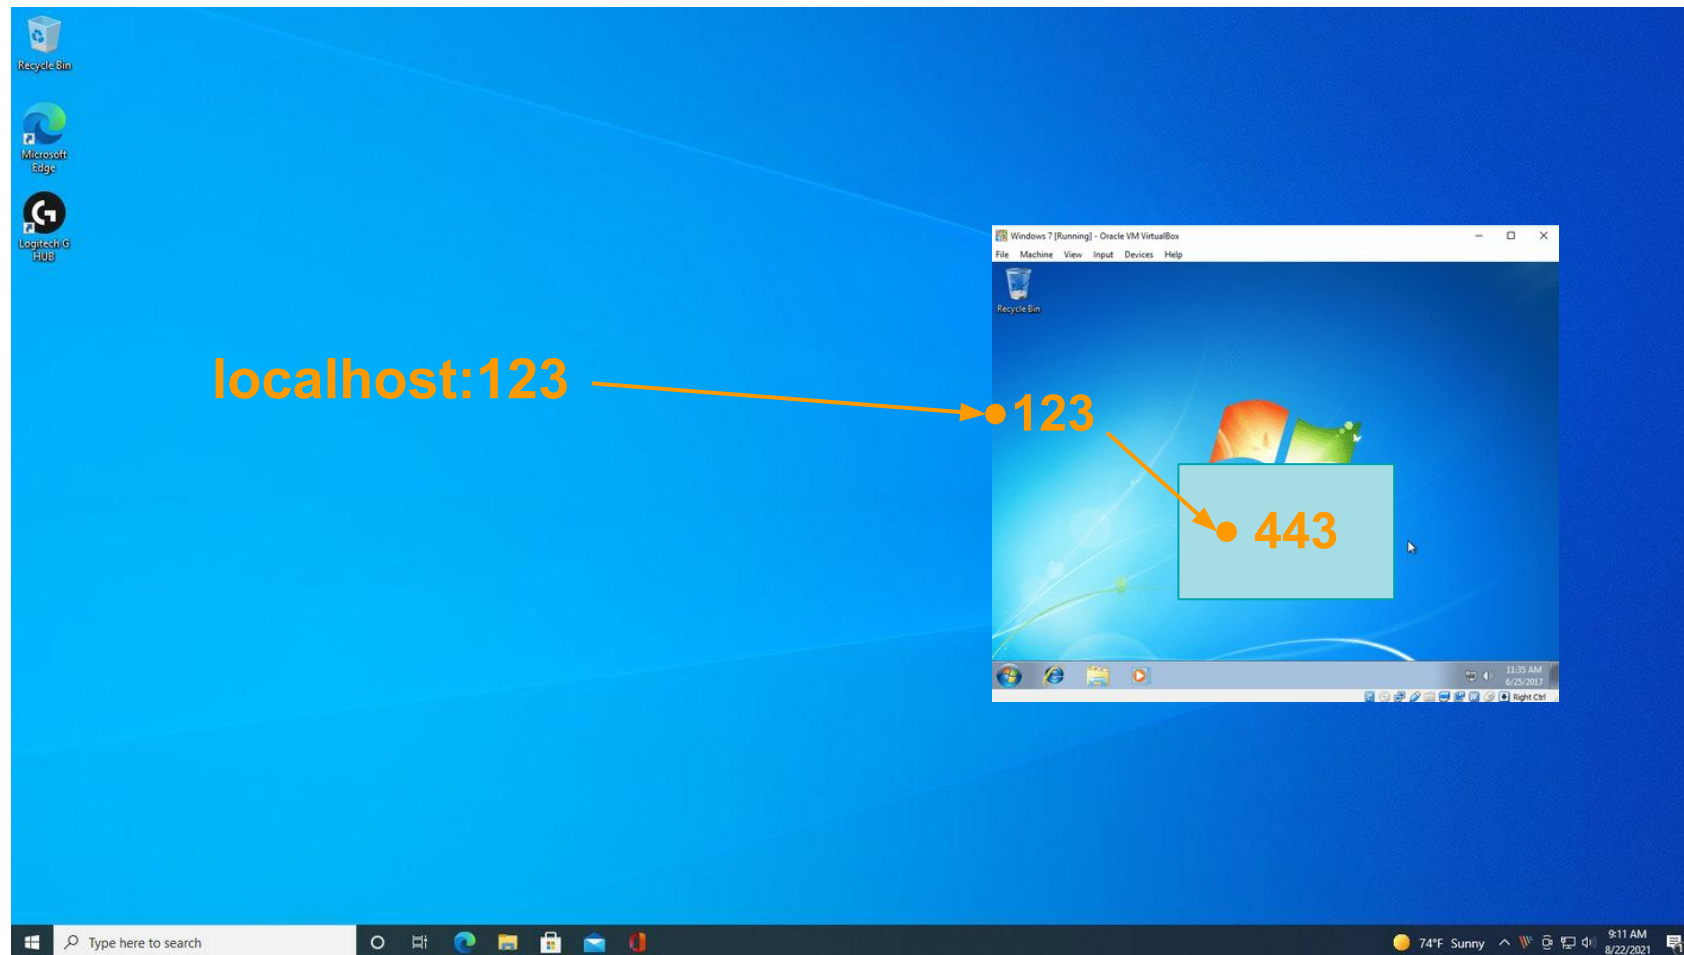 Recycle Bin
Microsoft
Edge
Logitech G
HUB
Windows 7 [Running] - Oracle VM VirtualBox
File Machine View Input Devices Help
Recycle Bin
localhost:123
123
443
11:35 AM
6/25/2017
Right Ctrl
Type here to search
74°F Sunny
9:11 AM
8/22/2021
1